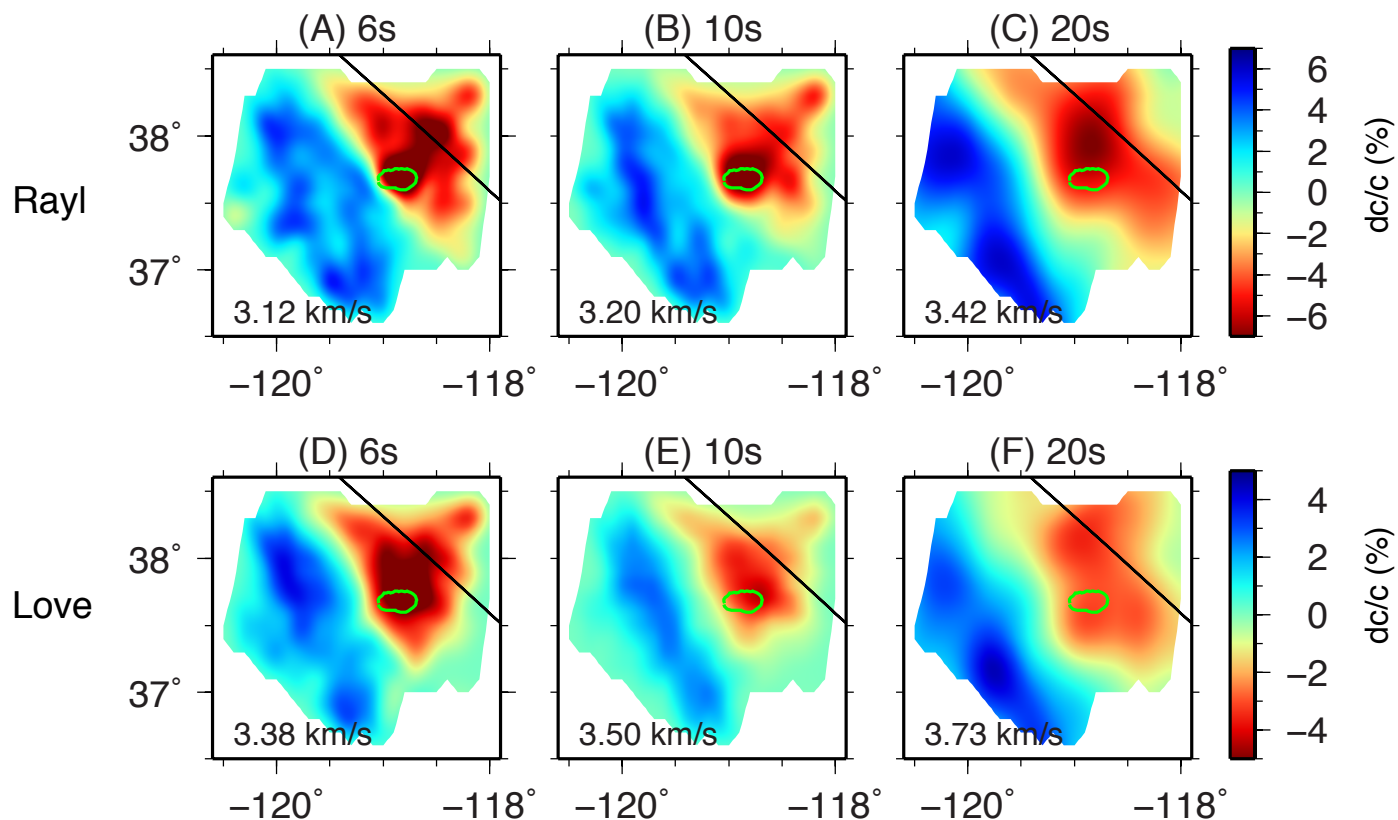 (A) 6s (B) 10s (C) 20s
Rayl
38° 37°
3.12 km/s 3.20 km/s 3.42 km/s
−120° −118° −120° −118° −120° −118°
6 4 2 0 −2 −4 −6
dc/c (%)
(D) 6s (E) 10s (F) 20s
Love
38° 37°
3.38 km/s 3.50 km/s 3.73 km/s
−120° −118° −120° −118° −120° −118°
4 2 0 −2 −4
dc/c (%)